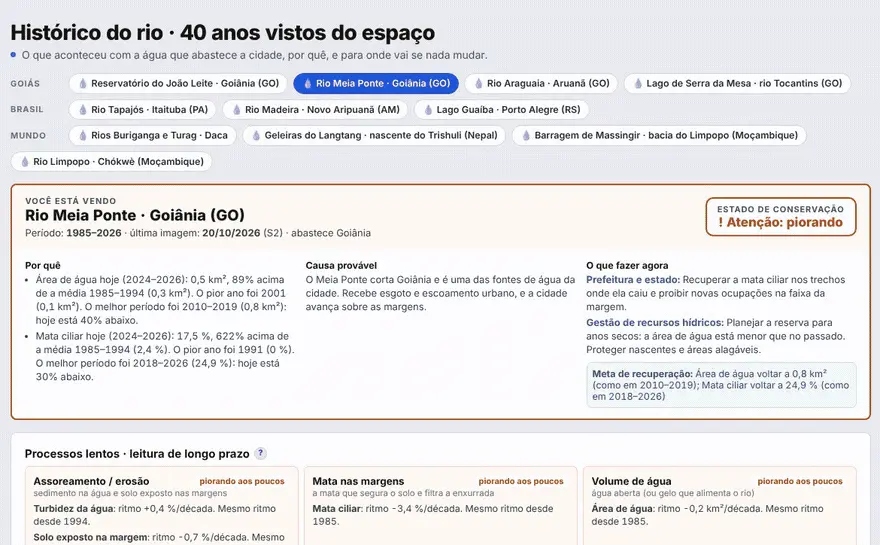 Histórico do rio · 40 anos vistos do espaço
O que aconteceu com a água que abastece a cidade, por quê, e para onde vai se nada mudar.
GOIÁS
Reservatório do João Leite · Goiânia (GO)
Rio Meia Ponte · Goiânia (GO)
Rio Araguaia · Aruanã (GO)
Lago de Serra da Mesa · rio Tocantins (GO)
BRASIL
Rio Tapajós · Itaituba (PA)
Rio Madeira · Novo Aripuanã (AM)
Lago Guaíba · Porto Alegre (RS)
MUNDO
Rios Buriganga e Turag · Daca
Geleiras do Langtang · nascente do Trishuli (Nepal)
Barragem de Massingir · bacia do Limpopo (Moçambique)
Rio Limpopo · Chókwè (Moçambique)
VOCÊ ESTÁ VENDO
Rio Meia Ponte · Goiânia (GO)
Período: 1985–2026 · última imagem: 20/10/2026 (S2) · abastece Goiânia
ESTADO DE CONSERVAÇÃO
! Atenção: piorando
Por quê
• Área de água hoje (2024–2026): 0,5 km², 89% acima
de a média 1985–1994 (0,3 km²). O pior ano foi 2001
(0,1 km²). O melhor período foi 2010–2019 (0,8 km²):
hoje está 40% abaixo.
• Mata ciliar hoje (2024–2026): 17,5 %, 622% acima de
a média 1985–1994 (2,4 %). O pior ano foi 1991 (0 %).
O melhor período foi 2018–2026 (24,9 %): hoje está
30% abaixo.
Causa provável
O Meia Ponte corta Goiânia e é uma das fontes de água da
cidade. Recebe esgoto e escoamento urbano, e a cidade
avança sobre as margens.
O que fazer agora
Prefeitura e estado: Recuperar a mata ciliar nos trechos
onde ela caiu e proibir novas ocupações na faixa da
margem.
Gestão de recursos hídricos: Planejar a reserva para
anos secos: a área de água está menor que no passado.
Proteger nascentes e áreas alagáveis.
Meta de recuperação: Área de água voltar a 0,8 km²
(como em 2010–2019); Mata ciliar voltar a 24,9 % (como
em 2018–2026)
Processos lentos · leitura de longo prazo ?
Assoreamento / erosão
piorando aos poucos
sedimento na água e solo exposto nas margens
Turbidez da água: ritmo +0,4 %/década. Mesmo ritmo
desde 1994.
Solo exposto na margem: ritmo -0,7 %/década. Mesmo
Mata nas margens
piorando aos poucos
a mata que segura o solo e filtra a enxurrada
Mata ciliar: ritmo -3,4 %/década. Mesmo ritmo desde
1985.
Volume de água
piorando aos poucos
água aberta (ou gelo que alimenta o rio)
Área de água: ritmo -0,2 km²/década. Mesmo ritmo
desde 1985.